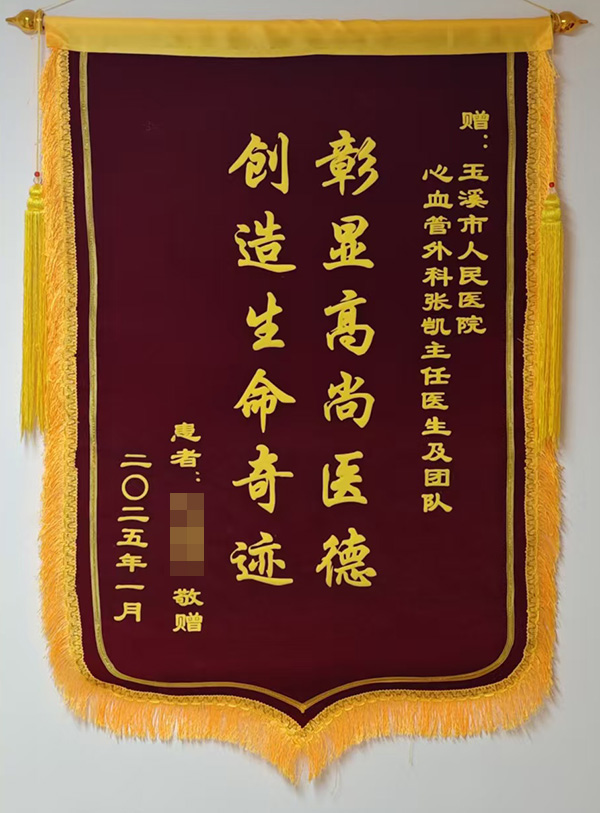 赠：玉溪市人民医院
心血管外科张凯主任医生及团队
彰显高尚医德
创造生命奇迹
患者：
敬赠
二〇二五年一月